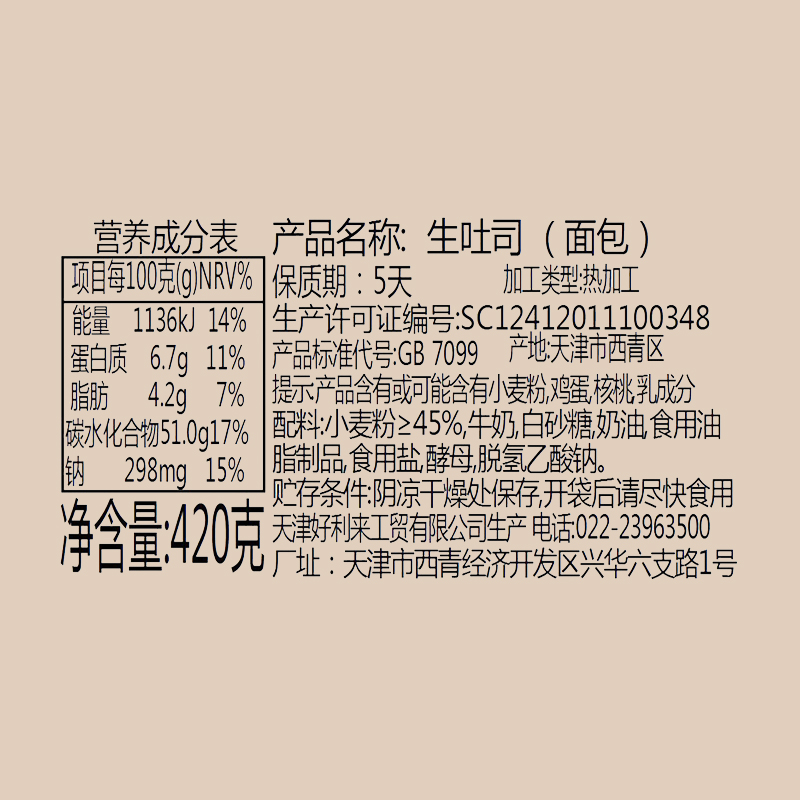 营养成分表
项目每100克(g)NRV%
能量 1136kJ 14%
蛋白质 6.7g 11%
脂肪 4.2g 7%
碳水化合物51.0g17%
钠 298mg 15%
净含量:420克
产品名称: 生吐司（面包）
保质期：5天 加工类型:热加工
生产许可证编号:SC12412011100348
产品标准代号:GB 7099 产地:天津市西青区
提示:产品含有或可能含有小麦粉,鸡蛋,核桃,乳成分
配料:小麦粉≥45%,牛奶,白砂糖,奶油,食用油
脂制品,食用盐,酵母,脱氢乙酸钠。
贮存条件:阴凉干燥处保存,开袋后请尽快食用
天津好利来工贸有限公司生产 电话:022-23963500
厂址：天津市西青经济开发区兴华六支路1号